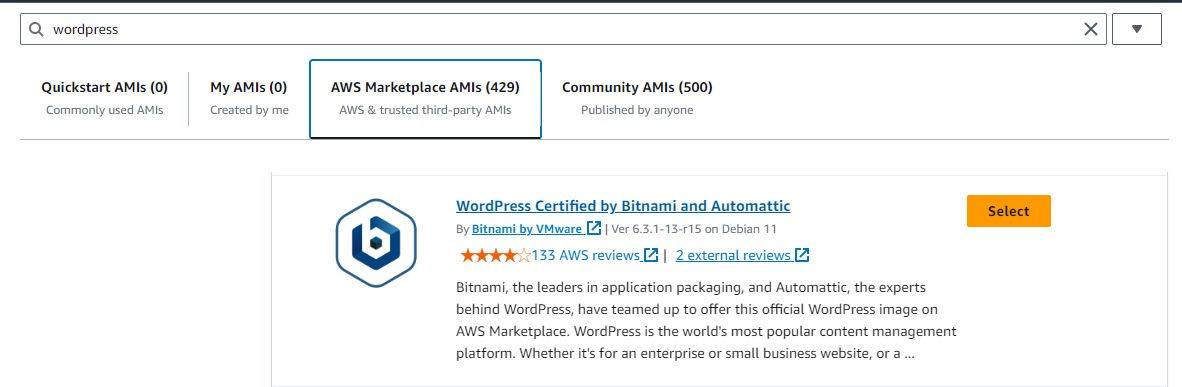 wordpress
Quickstart AMIs (0)
Commonly used AMIs
My AMIs (0)
Created by me
AWS Marketplace AMIs (429)
AWS & trusted third-party AMIs
Community AMIs (500)
Published by anyone
WordPress Certified by Bitnami and Automattic
Select
By Bitnami by VMware | Ver 6.3.1-13-r15 on Debian 11
133 AWS reviews | 2 external reviews
Bitnami, the leaders in application packaging, and Automattic, the experts
behind WordPress, have teamed up to offer this official WordPress image on
AWS Marketplace. WordPress is the world's most popular content management
platform. Whether it's for an enterprise or small business website, or a ...